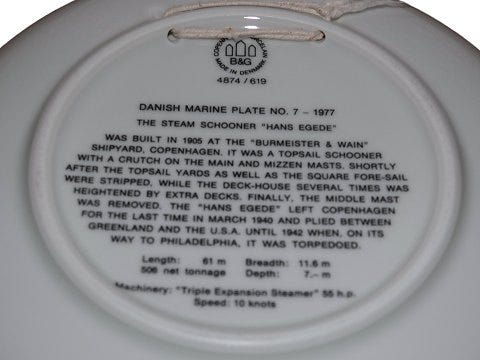 COPENHAGEN PORCELAIN
B&G
MADE IN DENMARK
4874/619
DANISH MARINE PLATE NO. 7 – 1977
THE STEAM SCHOONER "HANS EGEDE"
WAS BUILT IN 1905 AT THE "BURMEISTER & WAIN"
SHIPYARD, COPENHAGEN. IT WAS A TOPSAIL SCHOONER
WITH A CRUTCH ON THE MAIN AND MIZZEN MASTS. SHORTLY
AFTER THE TOPSAIL YARDS AS WELL AS THE SQUARE FORE-SAIL
WERE STRIPPED, WHILE THE DECK-HOUSE SEVERAL TIMES WAS
HEIGHTENED BY EXTRA DECKS. FINALLY, THE MIDDLE MAST
WAS REMOVED. THE "HANS EGEDE" LEFT COPENHAGEN
FOR THE LAST TIME IN MARCH 1940 AND PLIED BETWEEN
GREENLAND AND THE U.S.A. UNTIL 1942 WHEN, ON ITS
WAY TO PHILADELPHIA, IT WAS TORPEDOED.
Length: 61 m Breadth: 11.6 m
506 net tonnage Depth: 7.– m
Machinery: "Triple Expansion Steamer" 55 h.p.
Speed: 10 knots